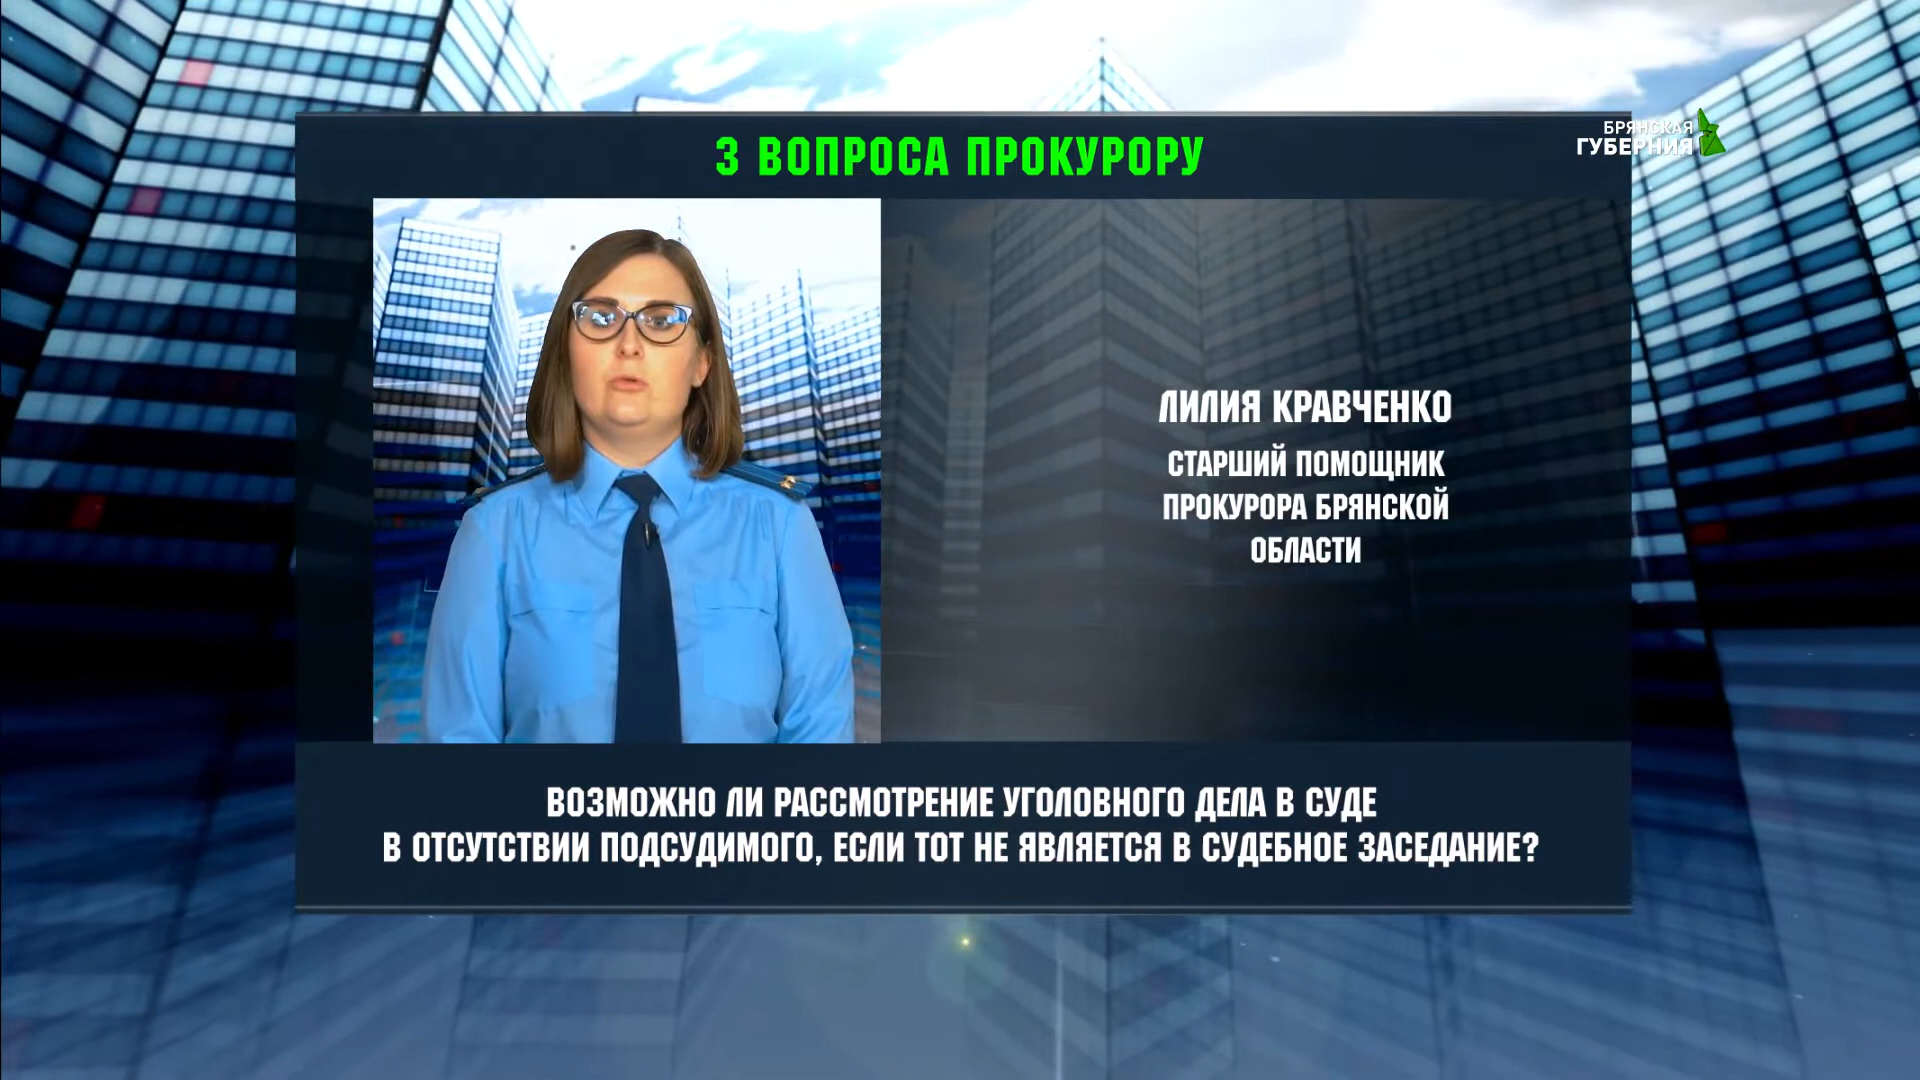 3 ВОПРОСА ПРОКУРОРУ
БРЯНСКАЯ
ГУБЕРНИЯ
ЛИЛИЯ КРАВЧЕНКО
СТАРШИЙ ПОМОЩНИК
ПРОКУРОРА БРЯНСКОЙ
ОБЛАСТИ
ВОЗМОЖНО ЛИ РАССМОТРЕНИЕ УГОЛОВНОГО ДЕЛА В СУДЕ
В ОТСУТСТВИИ ПОДСУДИМОГО, ЕСЛИ ТОТ НЕ ЯВЛЯЕТСЯ В СУДЕБНОЕ ЗАСЕДАНИЕ?